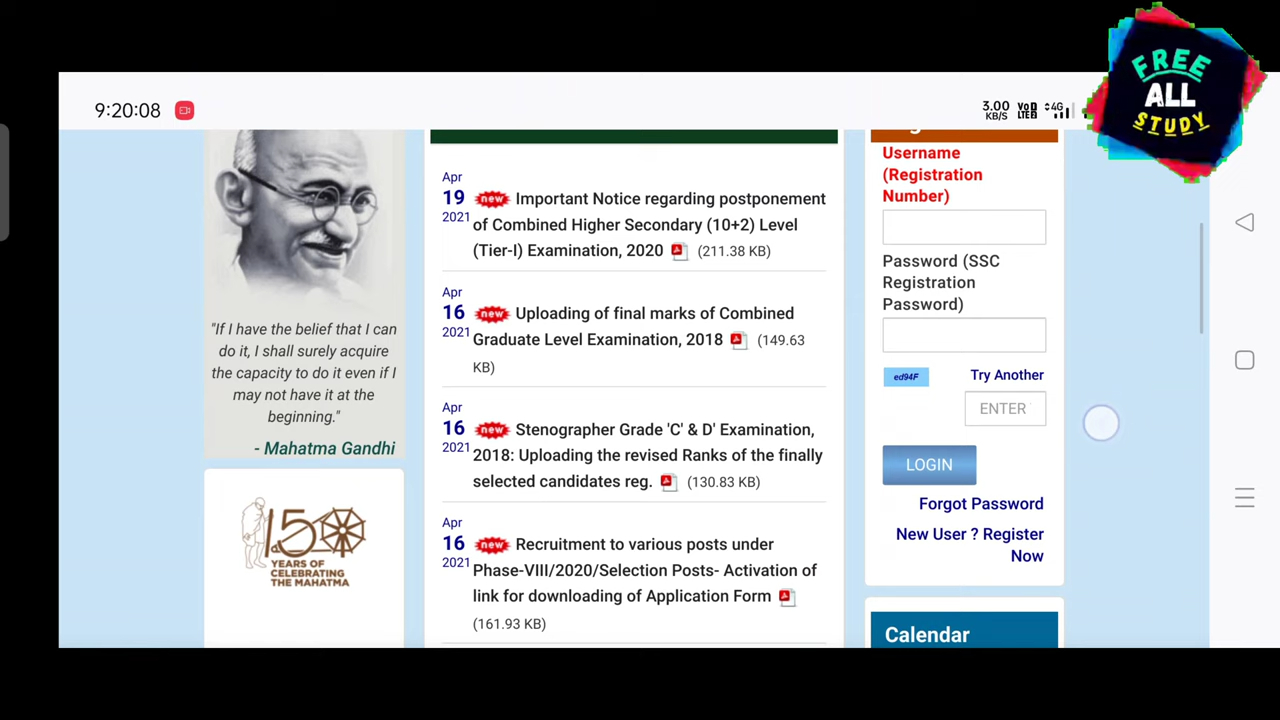 9:20:08
3.00
KB/S
VoD
LTE2
4G
FREE
ALL
STUDY
"If I have the belief that I can
do it, I shall surely acquire
the capacity to do it even if I
may not have it at the
beginning."
- Mahatma Gandhi
150
YEARS OF
CELEBRATING
THE MAHATMA
Apr
19
2021
new Important Notice regarding postponement
of Combined Higher Secondary (10+2) Level
(Tier-I) Examination, 2020 (211.38 KB)
Apr
16
2021
new Uploading of final marks of Combined
Graduate Level Examination, 2018 (149.63
KB)
Apr
16
2021
new Stenographer Grade 'C' & D' Examination,
2018: Uploading the revised Ranks of the finally
selected candidates reg. (130.83 KB)
Apr
16
2021
new Recruitment to various posts under
Phase-VIII/2020/Selection Posts- Activation of
link for downloading of Application Form
(161.93 KB)
Username
(Registration
Number)
Password (SSC
Registration
Password)
ed94F
Try Another
ENTER
LOGIN
Forgot Password
New User ? Register
Now
Calendar